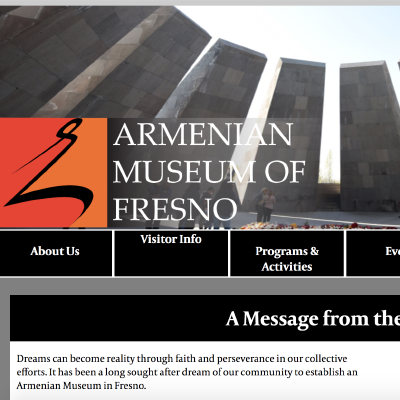 ARMENIAN
MUSEUM OF
FRESNO
About Us
Visitor Info
Programs &
Activities
A Message from the
Dreams can become reality through faith and perseverance in our collective
efforts. It has been a long sought after dream of our community to establish an
Armenian Museum in Fresno.